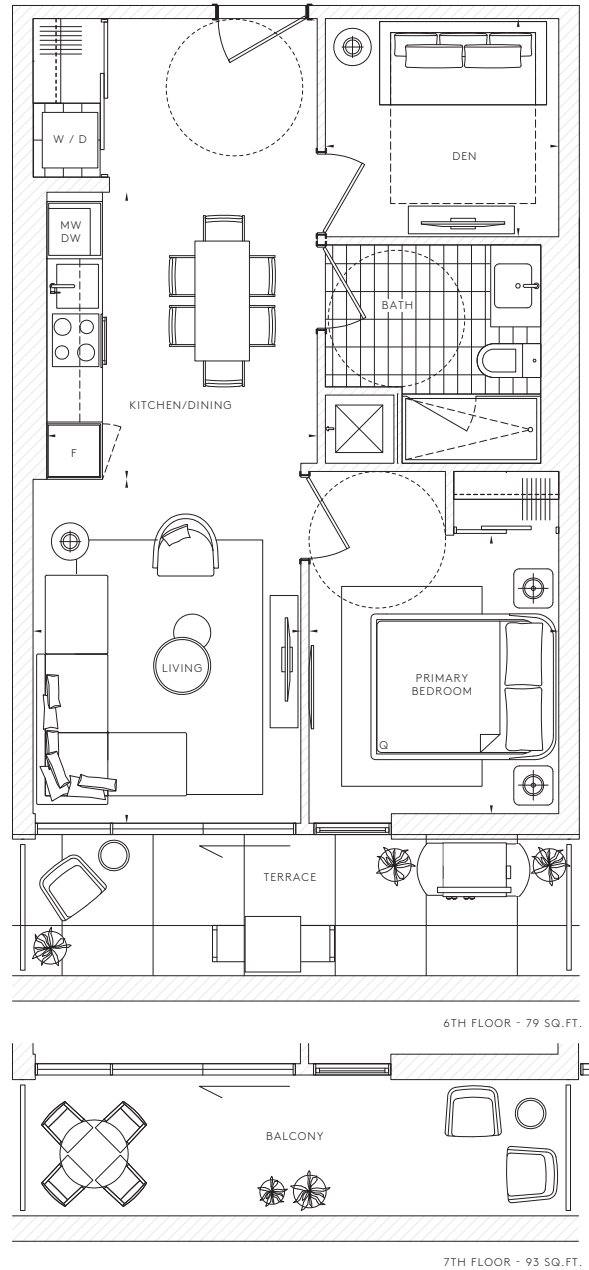 W / D
DEN
MW
DW
BATH
KITCHEN/DINING
F
LIVING
PRIMARY
BEDROOM
Q
TERRACE
6TH FLOOR - 79 SQ.FT.
BALCONY
7TH FLOOR - 93 SQ.FT.